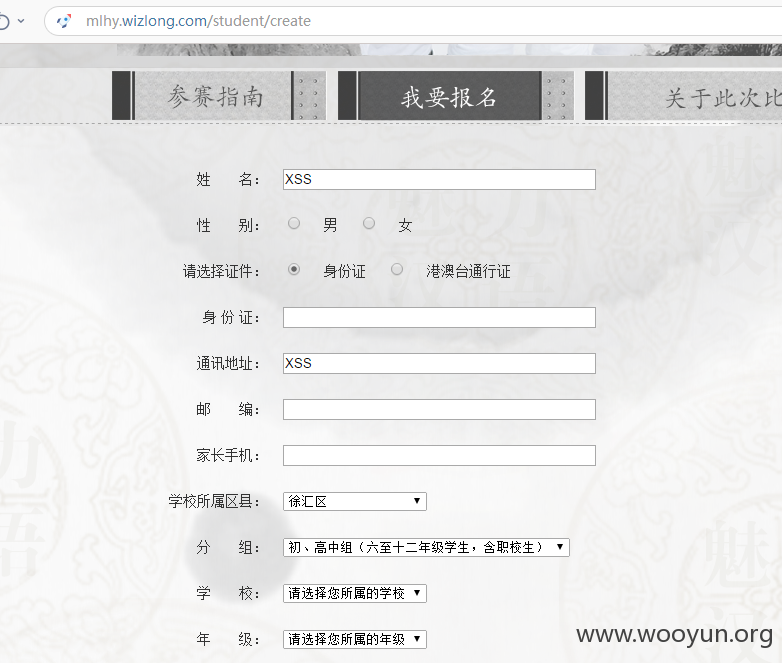 mlhy.wizlong.com/student/create
参赛指南 我要报名 关于此次比
姓 名： XSS
性 别： 男 女
请选择证件： 身份证 港澳台通行证
身 份 证：
通讯地址： XSS
邮 编：
家长手机：
学校所属区县： 徐汇区
分 组： 初、高中组（六至十二年级学生，含职校生）
学 校： 请选择您所属的学校
年 级： 请选择您所属的年级
www.wooyun.org